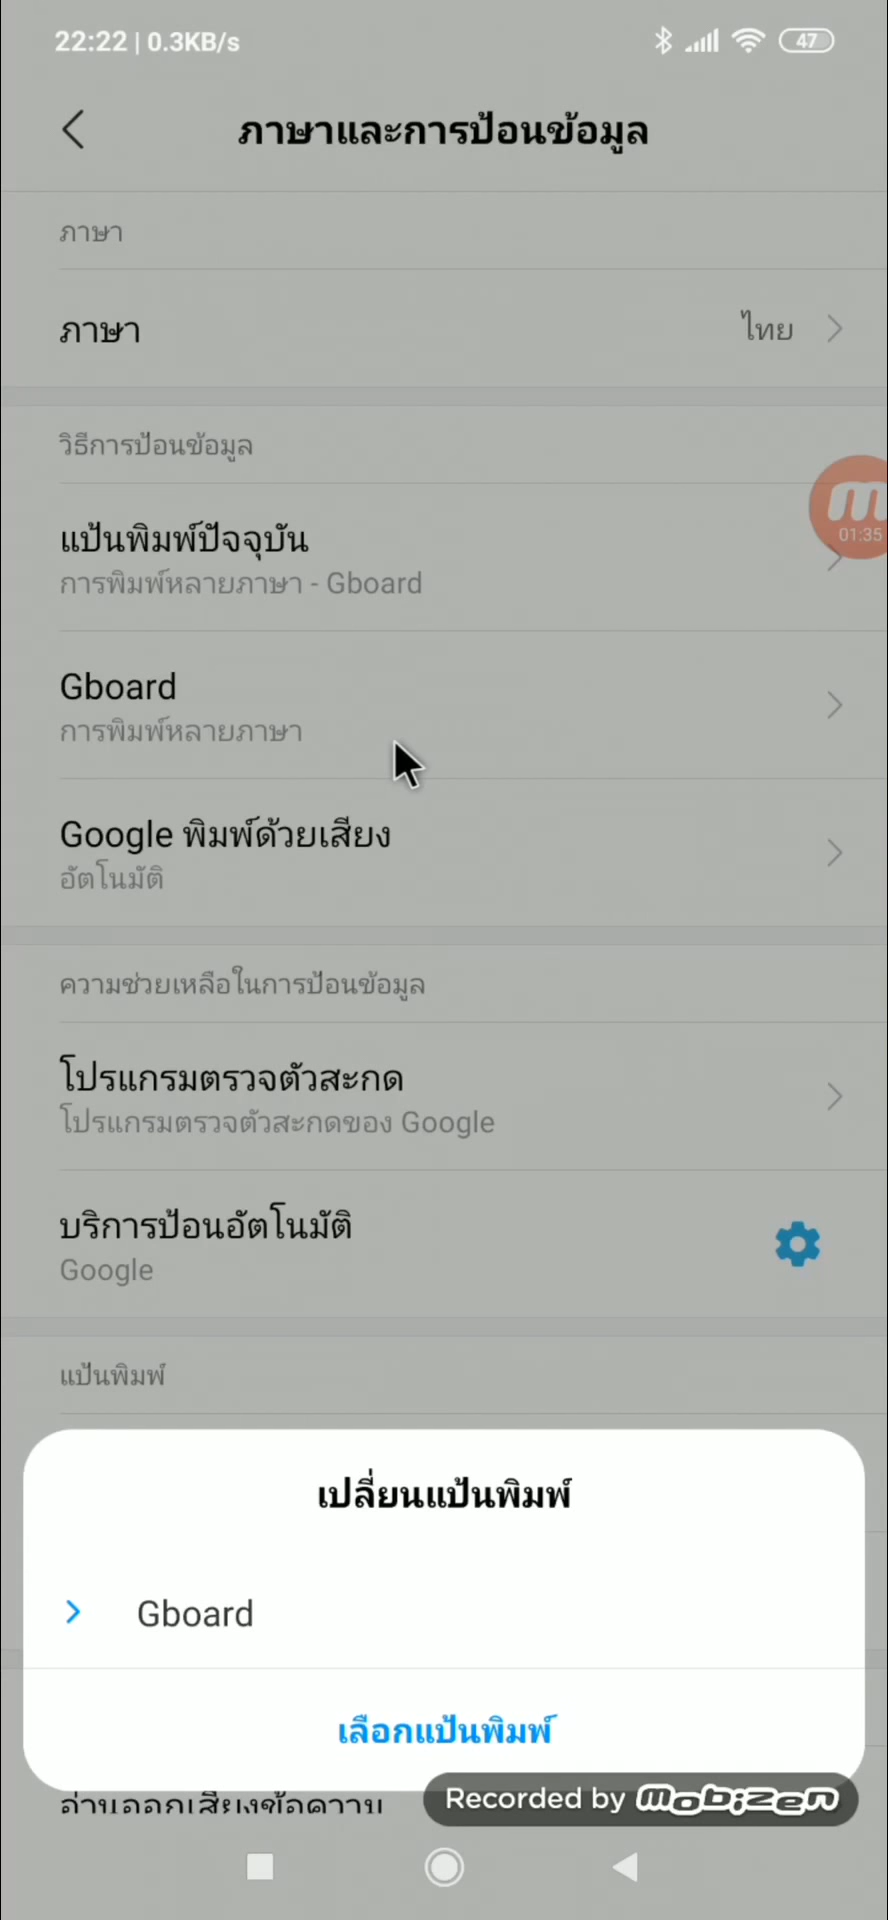 22:22 | 0.3KB/s
47
ภาษาและการป้อนข้อมูล
ภาษา
ภาษา
ไทย
วิธีการป้อนข้อมูล
แป้นพิมพ์ปัจจุบัน
การพิมพ์หลายภาษา - Gboard
01:35
Gboard
การพิมพ์หลายภาษา
Google พิมพ์ด้วยเสียง
อัตโนมัติ
ความช่วยเหลือในการป้อนข้อมูล
โปรแกรมตรวจตัวสะกด
โปรแกรมตรวจตัวสะกดของ Google
บริการป้อนอัตโนมัติ
Google
แป้นพิมพ์
เปลี่ยนแป้นพิมพ์
Gboard
เลือกแป้นพิมพ์
อ่านออกเสียงข้อความ
Recorded by mobizen